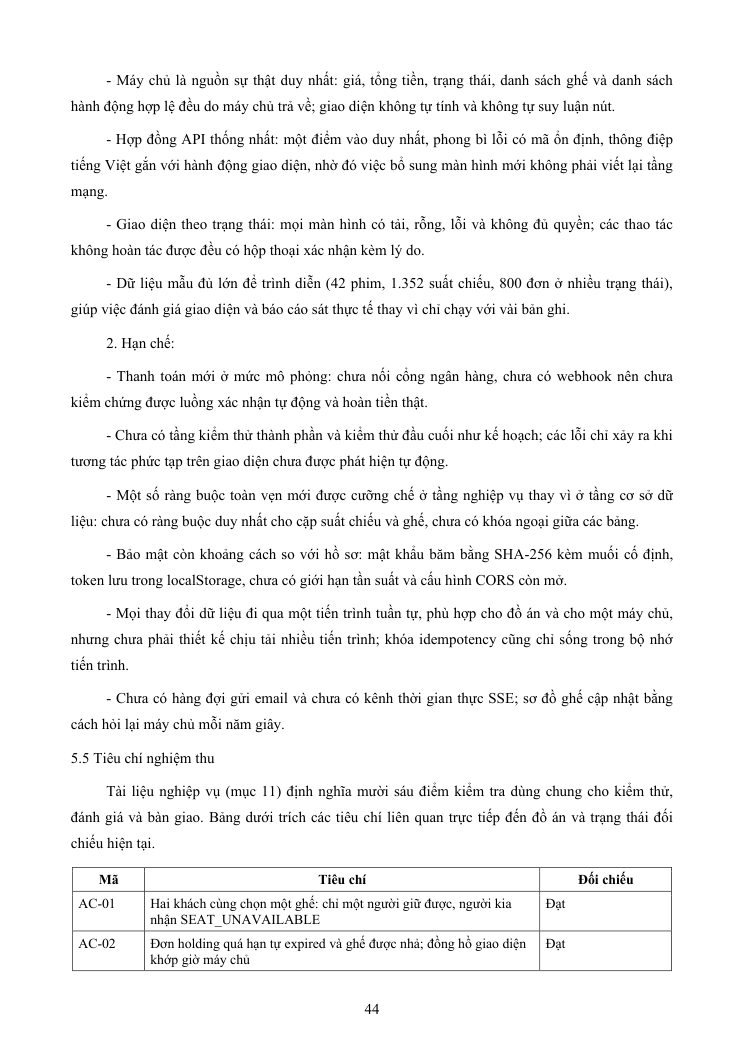 - Máy chủ là nguồn sự thật duy nhất: giá, tổng tiền, trạng thái, danh sách ghế và danh sách
hành động hợp lệ đều do máy chủ trả về; giao diện không tự tính và không tự suy luận nút.
- Hợp đồng API thống nhất: một điểm vào duy nhất, phong bì lỗi có mã ổn định, thông điệp
tiếng Việt gắn với hành động giao diện, nhờ đó việc bổ sung màn hình mới không phải viết lại tầng
mạng.
- Giao diện theo trạng thái: mọi màn hình có tải, rỗng, lỗi và không đủ quyền; các thao tác
không hoàn tác được đều có hộp thoại xác nhận kèm lý do.
- Dữ liệu mẫu đủ lớn để trình diễn (42 phim, 1.352 suất chiếu, 800 đơn ở nhiều trạng thái),
giúp việc đánh giá giao diện và báo cáo sát thực tế thay vì chỉ chạy với vài bản ghi.
2. Hạn chế:
- Thanh toán mới ở mức mô phỏng: chưa nối cổng ngân hàng, chưa có webhook nên chưa
kiểm chứng được luồng xác nhận tự động và hoàn tiền thật.
- Chưa có tầng kiểm thử thành phần và kiểm thử đầu cuối như kế hoạch; các lỗi chỉ xảy ra khi
tương tác phức tạp trên giao diện chưa được phát hiện tự động.
- Một số ràng buộc toàn vẹn mới được cưỡng chế ở tầng nghiệp vụ thay vì ở tầng cơ sở dữ
liệu: chưa có ràng buộc duy nhất cho cặp suất chiếu và ghế, chưa có khóa ngoại giữa các bảng.
- Bảo mật còn khoảng cách so với hồ sơ: mật khẩu băm bằng SHA-256 kèm muối cố định,
token lưu trong localStorage, chưa có giới hạn tần suất và cấu hình CORS còn mở.
- Mọi thay đổi dữ liệu đi qua một tiến trình tuần tự, phù hợp cho đồ án và cho một máy chủ,
nhưng chưa phải thiết kế chịu tải nhiều tiến trình; khóa idempotency cũng chỉ sống trong bộ nhớ
tiến trình.
- Chưa có hàng đợi gửi email và chưa có kênh thời gian thực SSE; sơ đồ ghế cập nhật bằng
cách hỏi lại máy chủ mỗi năm giây.
5.5 Tiêu chí nghiệm thu
Tài liệu nghiệp vụ (mục 11) định nghĩa mười sáu điểm kiểm tra dùng chung cho kiểm thử,
đánh giá và bàn giao. Bảng dưới trích các tiêu chí liên quan trực tiếp đến đồ án và trạng thái đối
chiếu hiện tại.
Mã Tiêu chí Đối chiếu
AC-01 Hai khách cùng chọn một ghế: chỉ một người giữ được, người kia Đạt
nhận SEAT_UNAVAILABLE
AC-02 Đơn holding quá hạn tự expired và ghế được nhả; đồng hồ giao diện Đạt
khớp giờ máy chủ
44